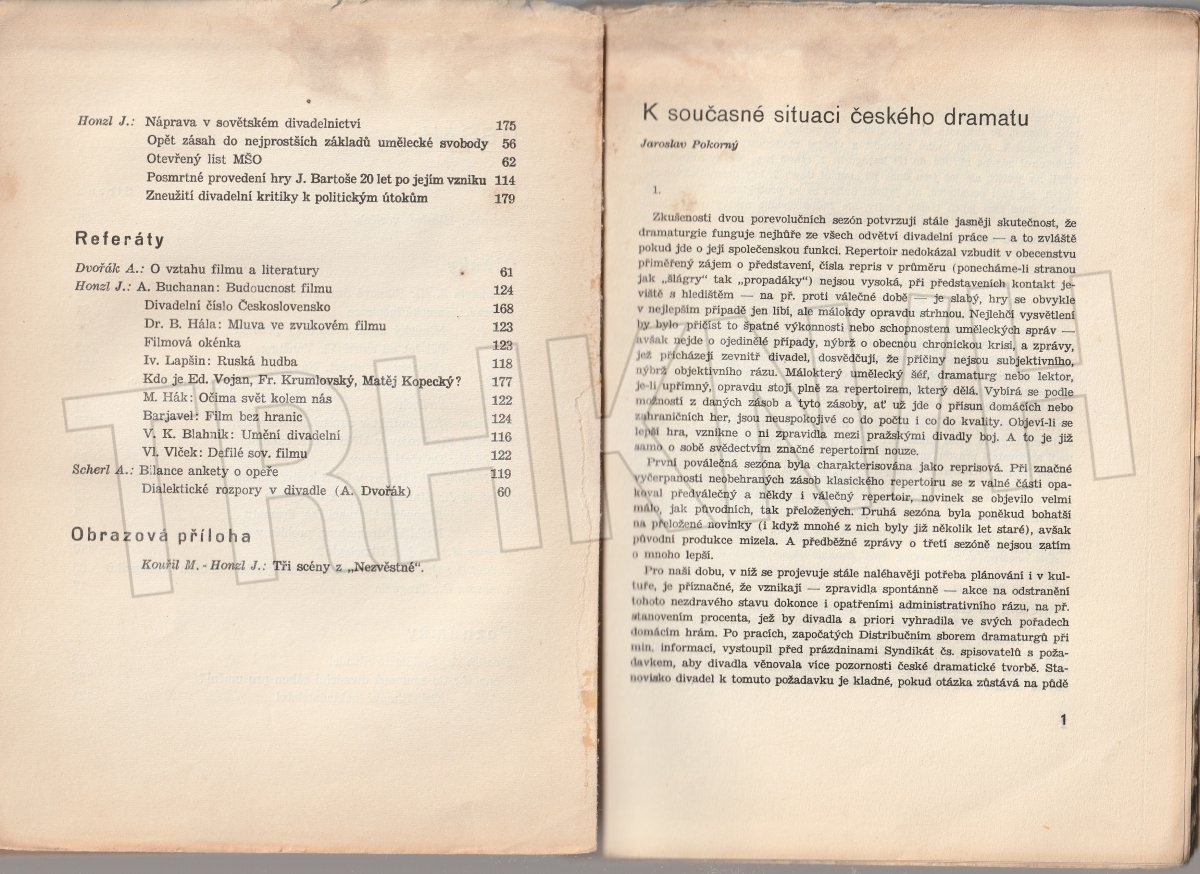 Honzl J.: Náprava v sovětském divadelnictví 175
Opět zásah do nejprostších základů umělecké svobody 56
Otevřený list MŠO 62
Posmrtné provedení hry J. Bartoše 20 let po jejím vzniku 114
Zneužití divadelní kritiky k politickým útokům 179
Referáty
Dvořák A.: O vztahu filmu a literatury 61
Honzl J.: A. Buchanan: Budoucnost filmu 124
Divadelní číslo Československo 168
Dr. B. Hála: Mluva ve zvukovém filmu 123
Filmová okénka 123
Iv. Lapšin: Ruská hudba 118
Kdo je Ed. Vojan, Fr. Krumlovský, Matěj Kopecký? 177
M. Hák: Očima svět kolem nás 122
Barjavel: Film bez hranic 124
V. K. Blahník: Umění divadelní 116
Vl. Vlček: Defilé sov. filmu 122
Scherl A.: Bilance ankety o opeře 119
Dialektické rozpory v divadle (A. Dvořák) 60
Obrazová příloha
Kouřil M. - Honzl J.: Tři scény z „Nezvěstné“.
K současné situaci českého dramatu
Jaroslav Pokorný
1.
Zkušenosti dvou porevolučních sezón potvrzují stále jasněji skutečnost, že
dramaturgie funguje nejhůře ze všech odvětví divadelní práce — a to zvláště
pokud jde o její společenskou funkci. Repertoir nedokázal vzbudit v obecenstvu
přiměřený zájem o představení, čísla repris v průměru (ponecháme-li stranou
jak „šlágry“ tak „propadáky“) nejsou vysoká, při představeních kontakt je-
viště s hledištěm — na př. proti válečné době — je slabý, hry se obvykle
v nejlepším případě jen líbí, ale málokdy opravdu strhnou. Nejlehčí vysvětlení
by bylo přičíst to špatné výkonnosti nebo schopnostem uměleckých správ —
avšak nejde o ojedinělé případy, nýbrž o obecnou chronickou krisi, a zprávy,
jež přicházejí zevnitř divadel, dosvědčují, že příčiny nejsou subjektivního,
nýbrž objektivního rázu. Málokterý umělecký šéf, dramaturg nebo lektor,
je-li upřímný, opravdu stojí plně za repertoirem, který dělá. Vybírá se podle
možností z daných zásob a tyto zásoby, ať už jde o přísun domácích nebo
zahraničních her, jsou neuspokojivé co do počtu i co do kvality. Objeví-li se
lepší hra, vznikne o ni zpravidla mezi pražskými divadly boj. A to je již
samo o sobě svědectvím značné repertoirní nouze.
První poválečná sezóna byla charakterisována jako reprisová. Při značné
vyčerpanosti neobehraných zásob klasického repertoiru se z valné části opa-
koval předválečný a někdy i válečný repertoir, novinek se objevilo velmi
málo, jak původních, tak přeložených. Druhá sezóna byla poněkud bohatší
na přeložené novinky (i když mnohé z nich byly již několik let staré), avšak
původní produkce mizela. A předběžné zprávy o třetí sezóně nejsou zatím
o mnoho lepší.
Pro naši dobu, v níž se projevuje stále naléhavěji potřeba plánování i v kul-
tuře, je příznačné, že vznikají — zpravidla spontánně — akce na odstranění
tohoto nezdravého stavu dokonce i opatřeními administrativního rázu, na př.
stanovením procenta, jež by divadla a priori vyhradila ve svých pořadech
domácím hrám. Po pracích, započatých Distribučním sborem dramaturgů při
min. informací, vystoupil před prázdninami Syndikát čs. spisovatelů s poža-
davkem, aby divadla věnovala více pozornosti české dramatické tvorbě. Sta-
novisko divadel k tomuto požadavku je kladné, pokud otázka zůstává na půdě
1
TRHKNIH